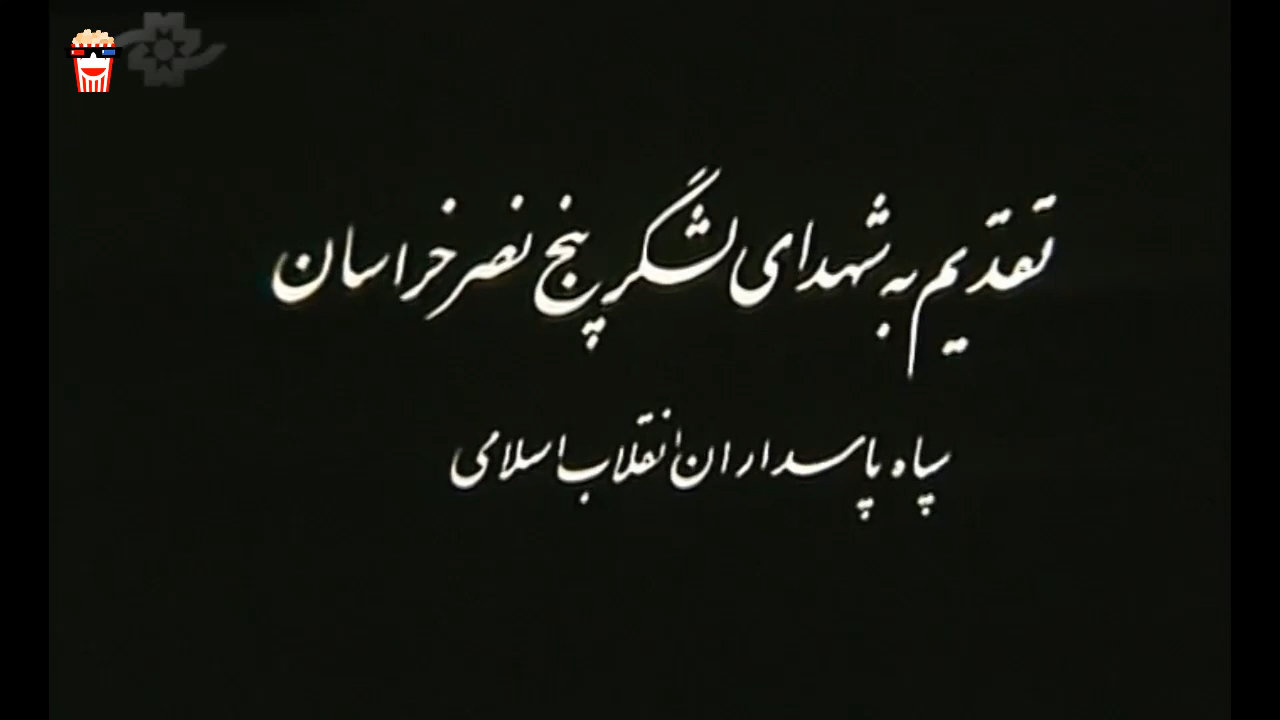 تقدیم به شهدای لشگر پنج نصر خراسان
سپاه پاسداران انقلاب اسلامی